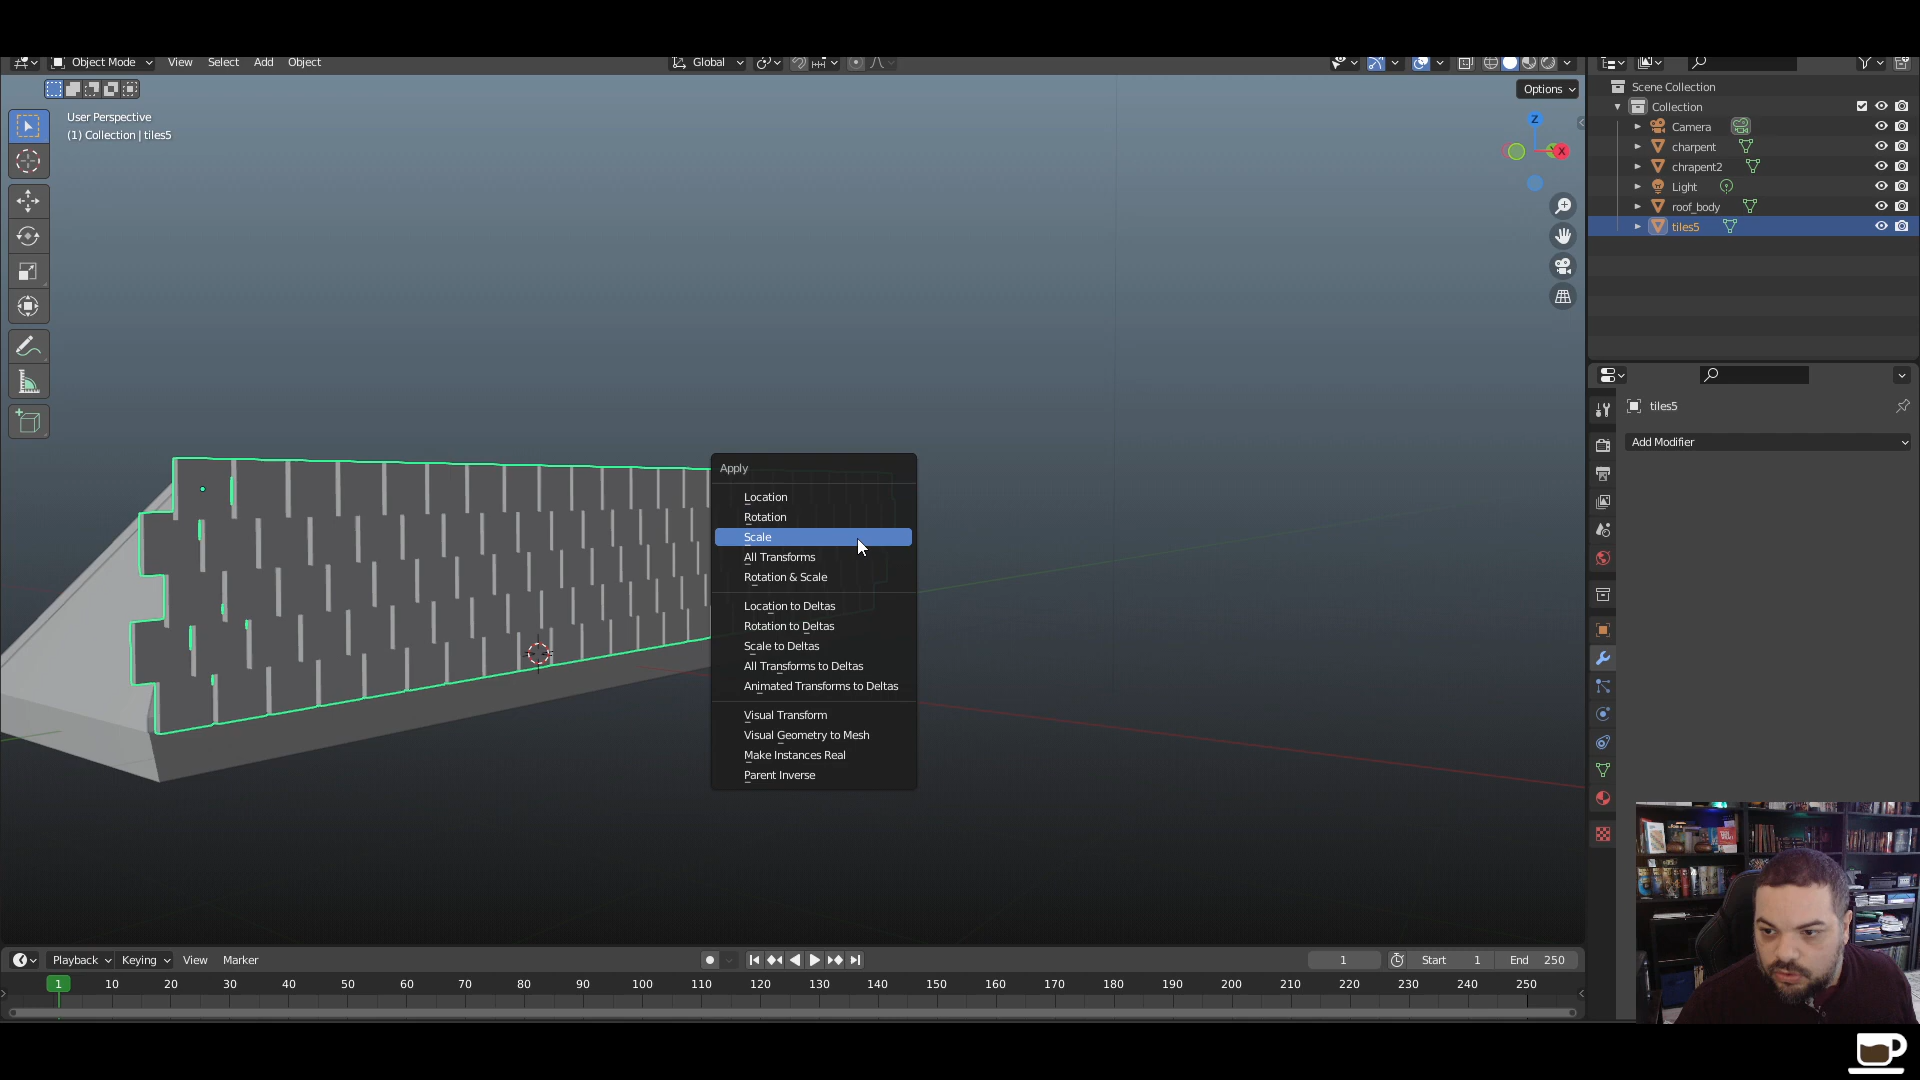 Object Mode View Select Add Object Global
Options
User Perspective
(1) Collection | tiles5
Z
X
Scene Collection
Collection
Camera
charpent
chrapent2
Light
roof_body
tiles5
tiles5
Add Modifier
Apply
Location
Rotation
Scale
All Transforms
Rotation & Scale
Location to Deltas
Rotation to Deltas
Scale to Deltas
All Transforms to Deltas
Animated Transforms to Deltas
Visual Transform
Visual Geometry to Mesh
Make Instances Real
Parent Inverse
Playback Keying View Marker 1 Start 1 End 250
1 10 20 30 40 50 60 70 80 90 100 110 120 130 140 150 160 170 180 190 200 210 220 230 240 250